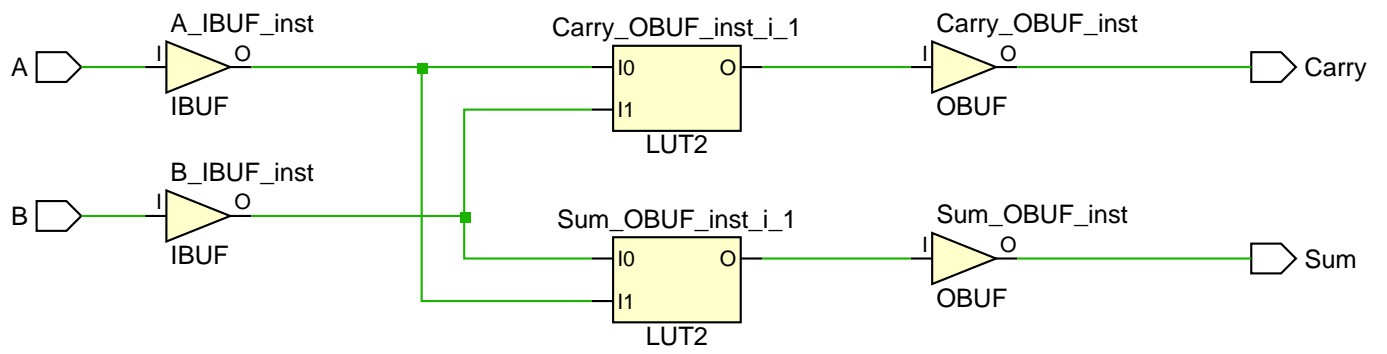 A_IBUF_inst
Carry_OBUF_inst_i_1
Carry_OBUF_inst
A
I
O
I0
O
I
O
Carry
IBUF
I1
OBUF
LUT2
B_IBUF_inst
B
I
O
Sum_OBUF_inst_i_1
Sum_OBUF_inst
IBUF
I0
O
I
O
Sum
I1
OBUF
LUT2